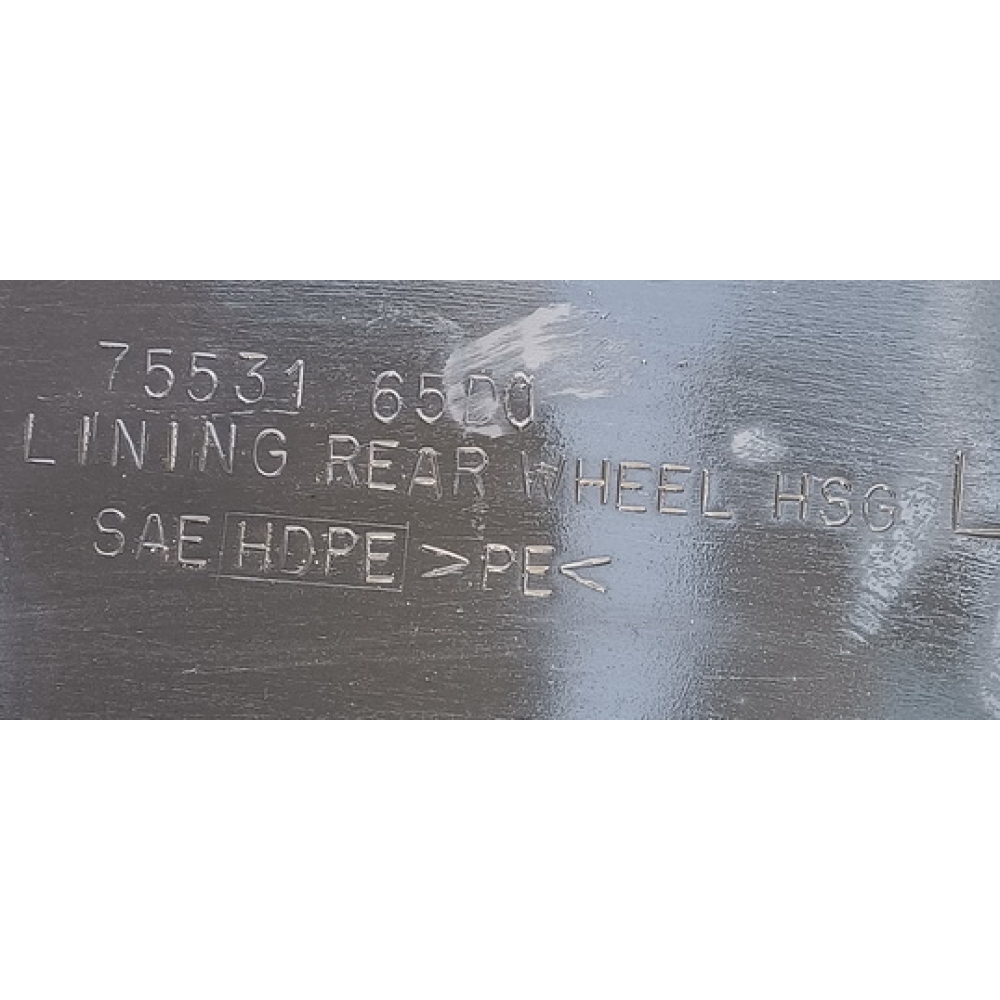 75531 65D0
LINING REAR WHEEL HSG L
SAE HDPE >PE<